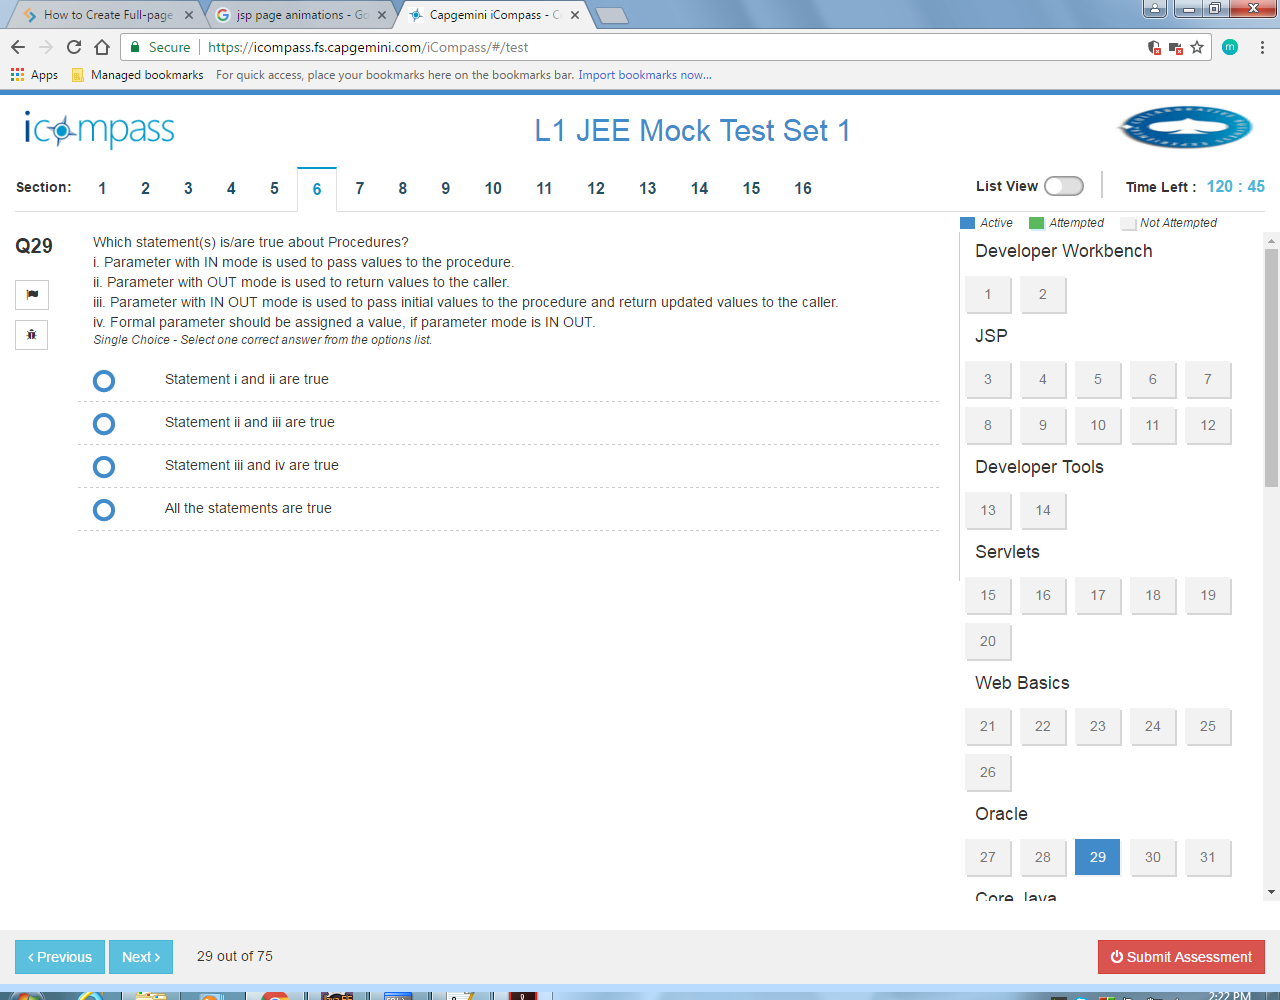 How to Create Full-page
jsp page animations - Go
Capgemini iCompass - C
Secure https://icompass.fs.capgemini.com/iCompass/#/test
m
Apps Managed bookmarks For quick access, place your bookmarks here on the bookmarks bar. Import bookmarks now...
icompass
L1 JEE Mock Test Set 1
Section: 1 2 3 4 5 6 7 8 9 10 11 12 13 14 15 16
List View Time Left : 120 : 45
Active Attempted Not Attempted
Q29
Which statement(s) is/are true about Procedures?
i. Parameter with IN mode is used to pass values to the procedure.
ii. Parameter with OUT mode is used to return values to the caller.
iii. Parameter with IN OUT mode is used to pass initial values to the procedure and return updated values to the caller.
iv. Formal parameter should be assigned a value, if parameter mode is IN OUT.
Single Choice - Select one correct answer from the options list.
Statement i and ii are true
Statement ii and iii are true
Statement iii and iv are true
All the statements are true
Developer Workbench
1 2
JSP
3 4 5 6 7
8 9 10 11 12
Developer Tools
13 14
Servlets
15 16 17 18 19
20
Web Basics
21 22 23 24 25
26
Oracle
27 28 29 30 31
Core Java
Previous Next 29 out of 75
Submit Assessment
2:22 PM